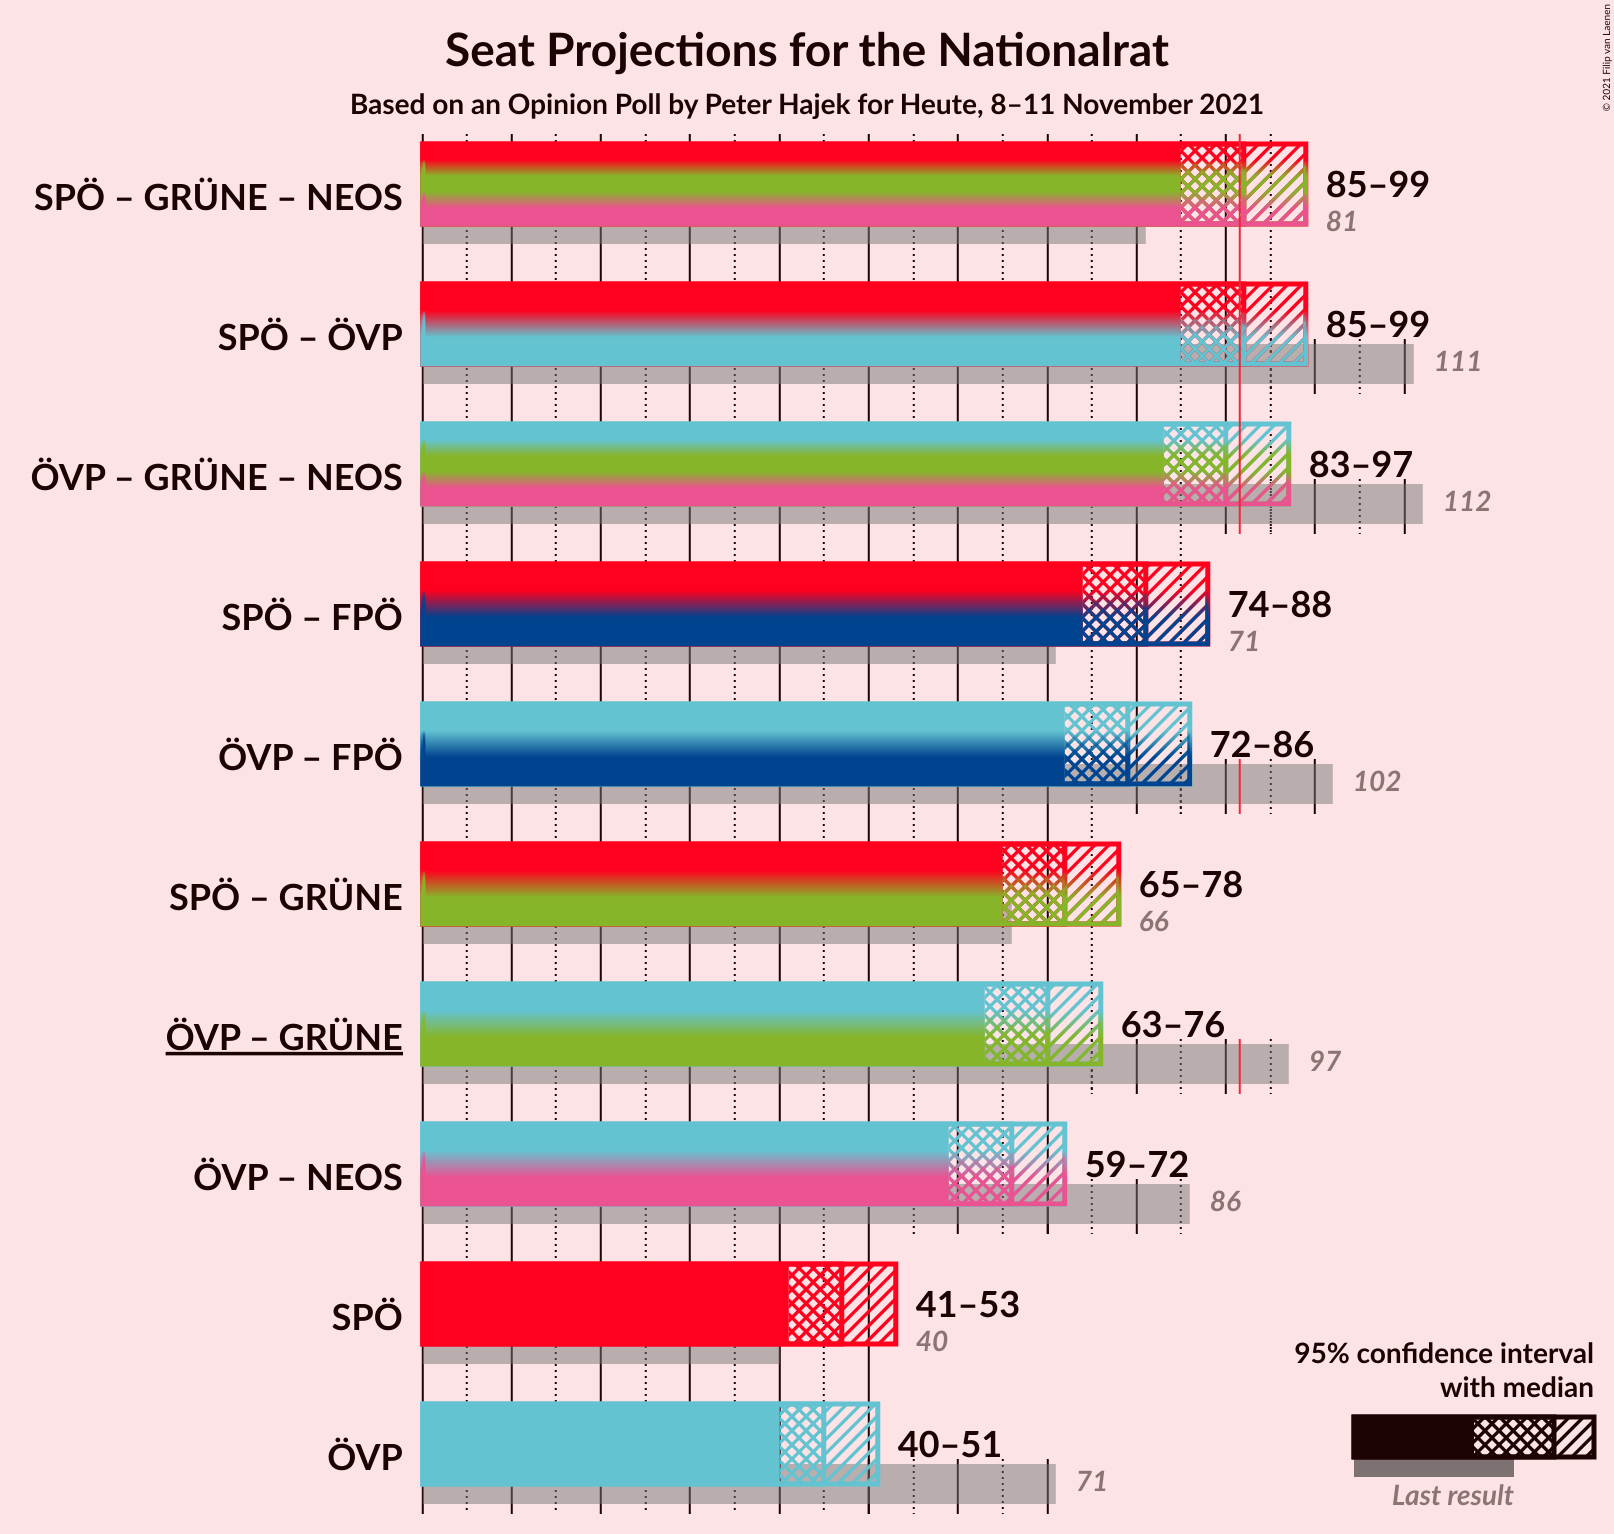 Seat Projections for the Nationalrat
Based on an Opinion Poll by Peter Hajek for Heute, 8–11 November 2021
© 2021 Filip van Laenen
SPÖ – GRÜNE – NEOS
85–99
81
SPÖ – ÖVP
85–99
111
ÖVP – GRÜNE – NEOS
83–97
112
SPÖ – FPÖ
74–88
71
ÖVP – FPÖ
72–86
102
SPÖ – GRÜNE
65–78
66
ÖVP – GRÜNE
63–76
97
ÖVP – NEOS
59–72
86
SPÖ
41–53
40
ÖVP
40–51
71
95% confidence interval
with median
Last result